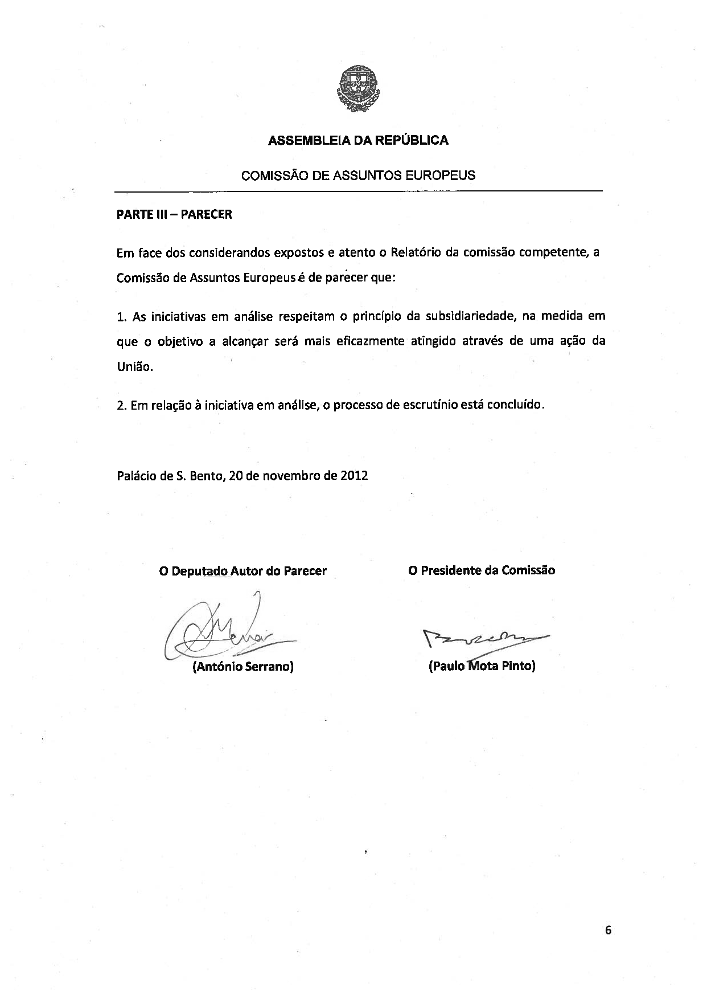 ASSEMBLEIA DA REPÚBLICA
COMISSÃO DE ASSUNTOS EUROPEUS
PARTE III – PARECER
Em face dos considerandos expostos e atento o Relatório da comissão competente, a
Comissão de Assuntos Europeus é de parecer que:
1. As iniciativas em análise respeitam o princípio da subsidiariedade, na medida em
que o objetivo a alcançar será mais eficazmente atingido através de uma ação da
União.
2. Em relação à iniciativa em análise, o processo de escrutínio está concluído.
Palácio de S. Bento, 20 de novembro de 2012
O Deputado Autor do Parecer
O Presidente da Comissão
(António Serrano)
(Paulo Mota Pinto)
6